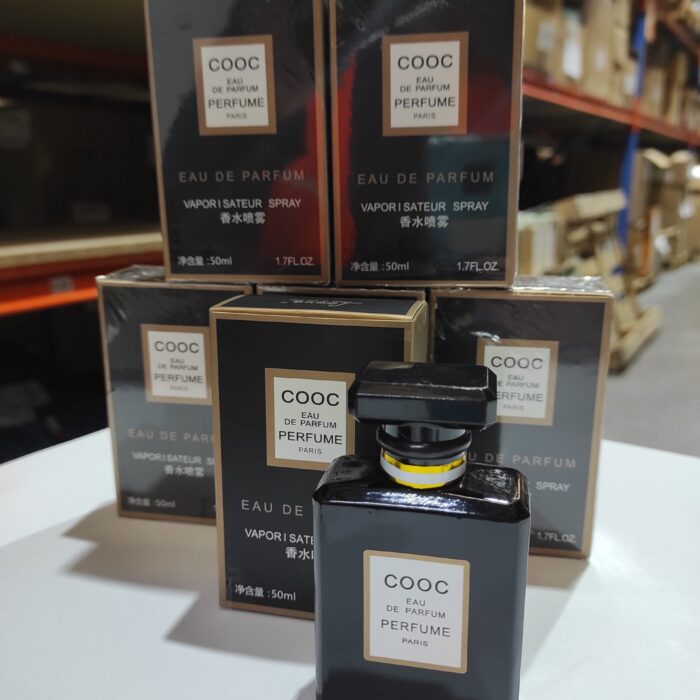 COOC
EAU
DE PARFUM
PERFUME
PARIS
EAU DE PARFUM
VAPORISATEUR SPRAY
香水喷雾
净含量:50ml
1.7FL.OZ.
COOC
EAU
DE PARFUM
PERFUME
PARIS
EAU DE PARFUM
VAPORISATEUR SPRAY
香水喷雾
净含量:50ml
1.7FL.OZ.
COOC
EAU
DE PARFUM
PERFUME
PARIS
EAU DE PARF
VAPORISATEUR S
香水喷雾
净含量:50ml
COOC
EAU
DE PARFUM
PERFUME
PARIS
EAU DE
VAPORISATE
香水喷
净含量:50ml
COOC
EAU
DE PARFUM
PERFUME
PARIS
EAU DE PARFUM
SPRAY
1.7FL.OZ.
COOC
EAU
DE PARFUM
PERFUME
PARIS